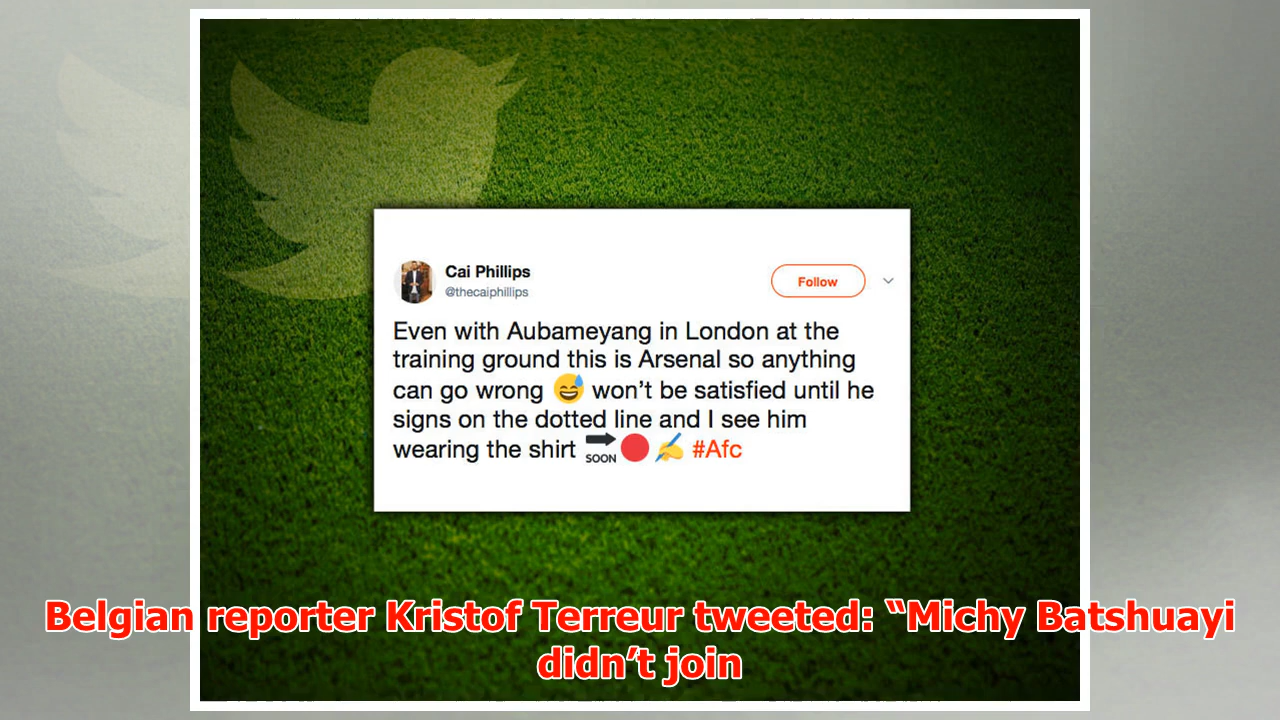 Cai Phillips
@thecaiphillips
Follow
Even with Aubameyang in London at the
training ground this is Arsenal so anything
can go wrong 😅 won’t be satisfied until he
signs on the dotted line and I see him
wearing the shirt 🔜🔴✍️ #Afc
Belgian reporter Kristof Terreur tweeted: “Michy Batshuayi
didn’t join